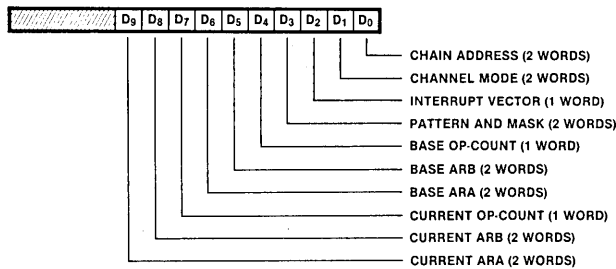 D9 D8 D7 D6 D5 D4 D3 D2 D1 D0
CHAIN ADDRESS (2 WORDS)
CHANNEL MODE (2 WORDS)
INTERRUPT VECTOR (1 WORD)
PATTERN AND MASK (2 WORDS)
BASE OP-COUNT (1 WORD)
BASE ARB (2 WORDS)
BASE ARA (2 WORDS)
CURRENT OP-COUNT (1 WORD)
CURRENT ARB (2 WORDS)
CURRENT ARA (2 WORDS)